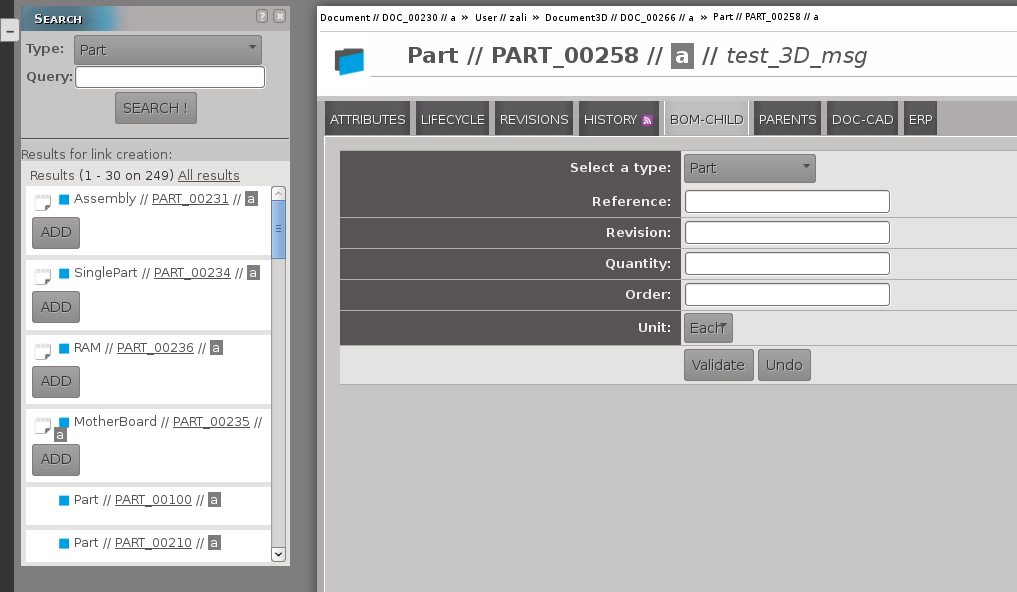 SEARCH
Type: Part
Query:
SEARCH !
Results for link creation:
Results (1 - 30 on 249) All results
Assembly // PART_00231 // a
ADD
SinglePart // PART_00234 // a
ADD
RAM // PART_00236 // a
ADD
MotherBoard // PART_00235 //
a
ADD
Part // PART_00100 // a
Part // PART_00210 // a
Document // DOC_00230 // a » User // zali » Document3D // DOC_00266 // a » Part // PART_00258 // a
Part // PART_00258 // a // test_3D_msg
ATTRIBUTES LIFECYCLE REVISIONS HISTORY BOM-CHILD PARENTS DOC-CAD ERP
Select a type: Part
Reference:
Revision:
Quantity:
Order:
Unit: Each
Validate Undo